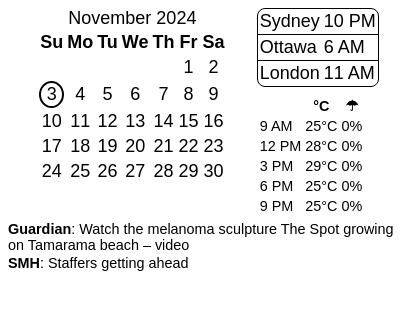 November 2024
Su Mo Tu We Th Fr Sa
1 2
3 4 5 6 7 8 9
10 11 12 13 14 15 16
17 18 19 20 21 22 23
24 25 26 27 28 29 30
Sydney 10 PM
Ottawa 6 AM
London 11 AM
°C ☂
9 AM 25°C 0%
12 PM 28°C 0%
3 PM 29°C 0%
6 PM 25°C 0%
9 PM 25°C 0%
Guardian: Watch the melanoma sculpture The Spot growing
on Tamarama beach – video
SMH: Staffers getting ahead